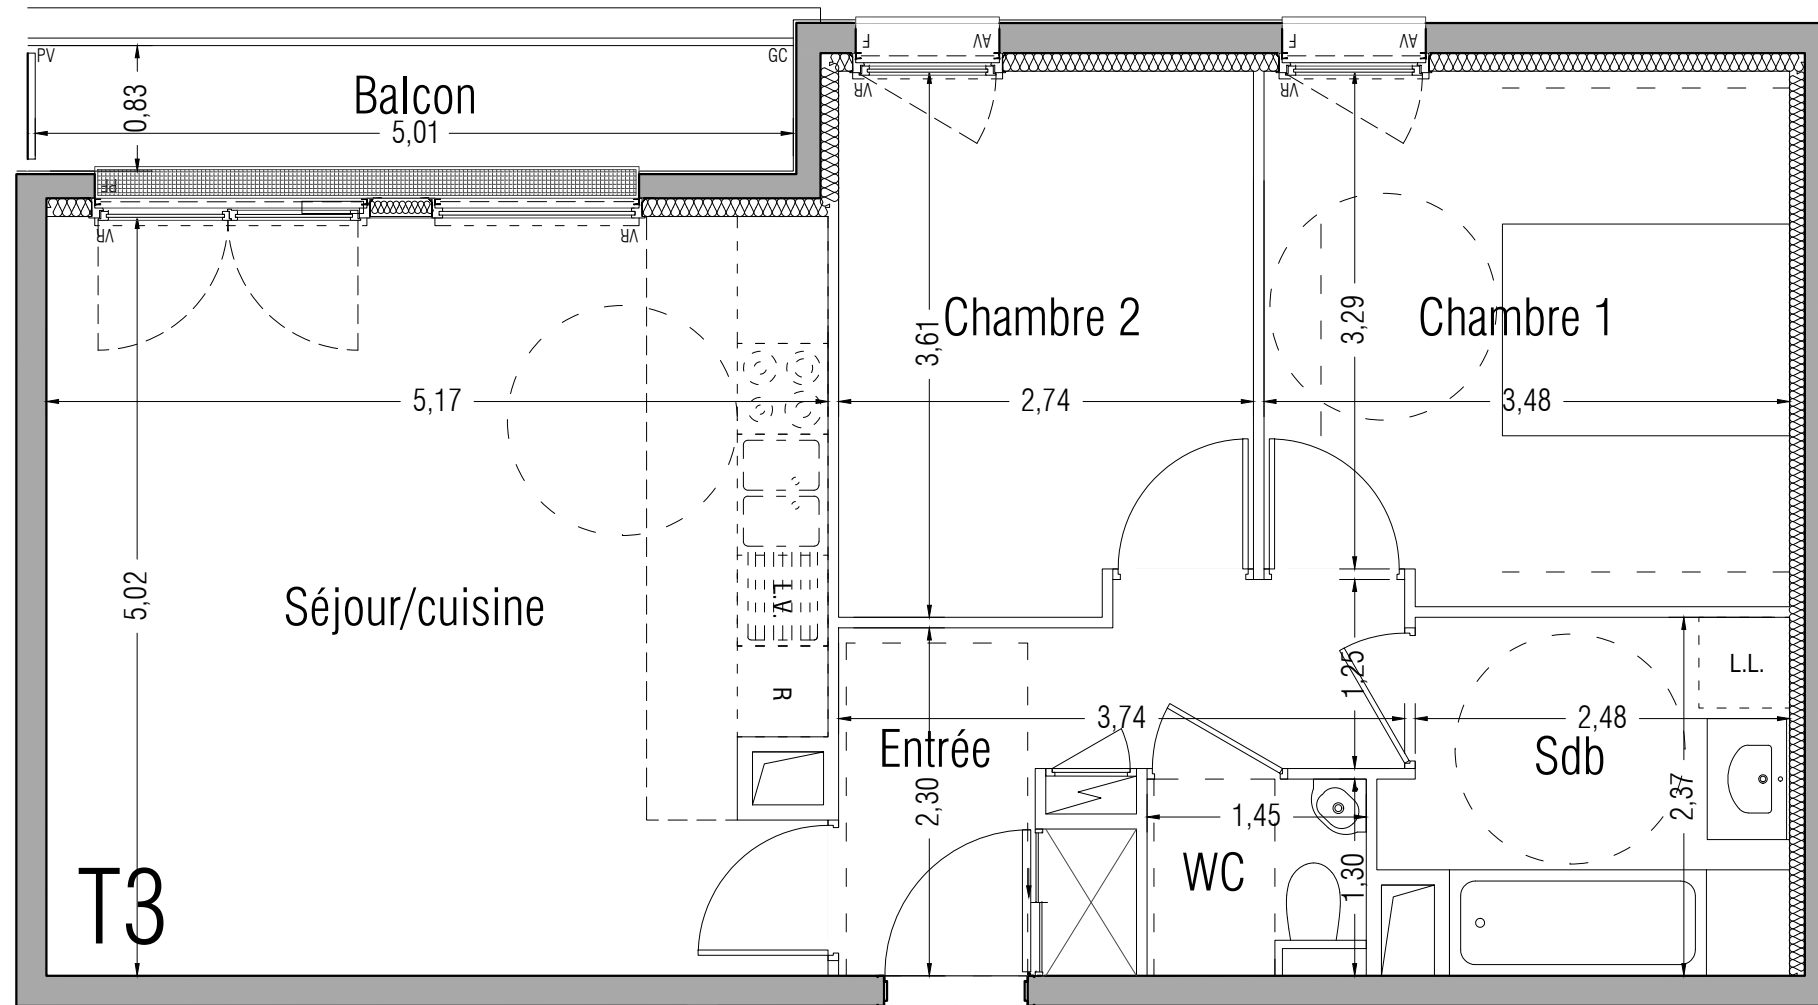 F
AV
F
AV
PV
GC
VR
VR
Balcon
0,83
5,01
PF
VR
VR
Chambre 2
3,61
2,74
Chambre 1
3,29
3,48
5,17
5,02
Séjour/cuisine
L.V.
R
Entrée
3,74
2,30
1,25
L.L.
2,48
Sdb
2,37
1,45
WC
1,30
T3